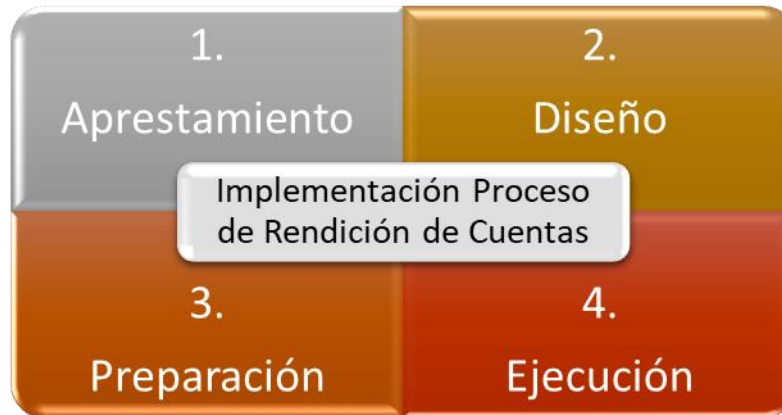 1.
Aprestamiento
2.
Diseño
Implementación Proceso
de Rendición de Cuentas
3.
Preparación
4.
Ejecución